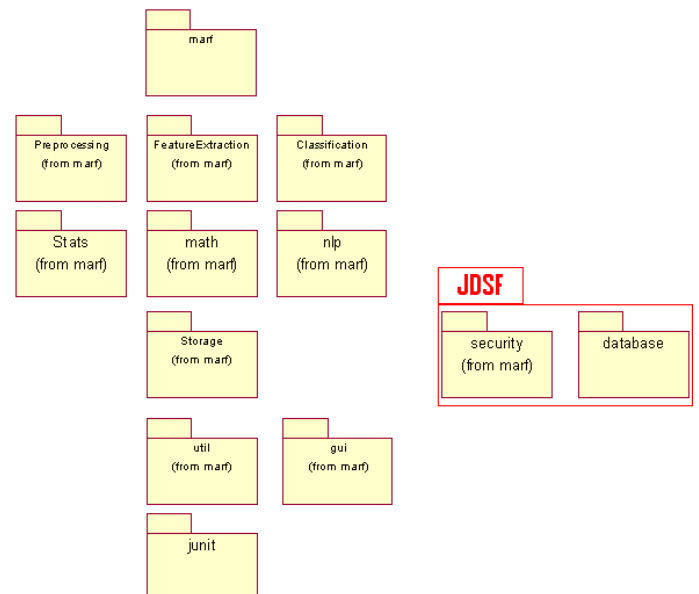 marf
Preprocessing
(from marf)
FeatureExtraction
(from marf)
Classification
(from marf)
Stats
(from marf)
math
(from marf)
nlp
(from marf)
JDSF
security
(from marf)
database
Storage
(from marf)
util
(from marf)
gui
(from marf)
junit